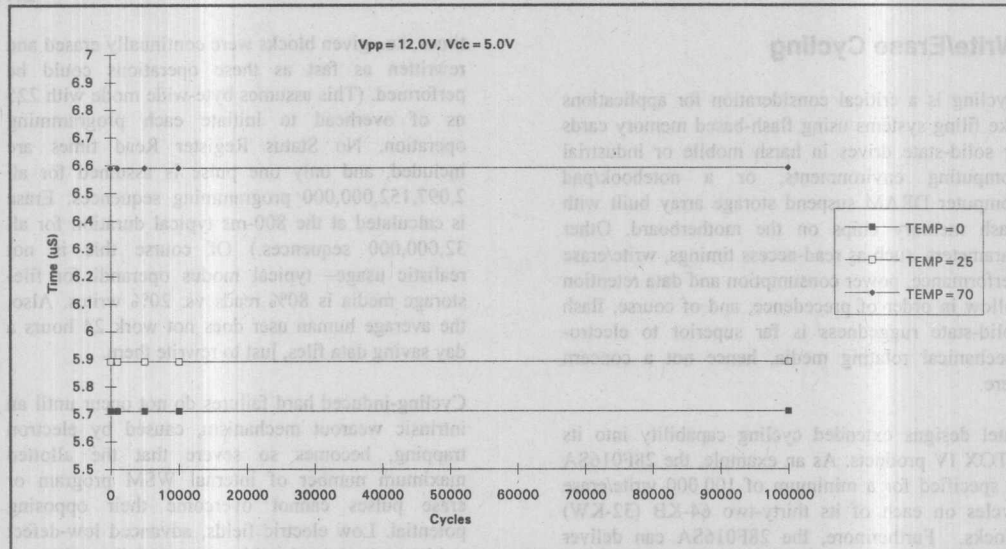 Vpp = 12.0V, Vcc = 5.0V
7
6.9
6.8
6.7
6.6
6.5
6.4
6.3
6.2
6.1
6
5.9
5.8
5.7
5.6
5.5
Time (uS)
0 10000 20000 30000 40000 50000 60000 70000 80000 90000 100000
Cycles
TEMP = 0
TEMP = 25
TEMP = 70
Write/Erase Cycling
Cycling is a critical consideration for applications
like filing systems using flash-based memory cards
or solid-state drives in harsh mobile or industrial
computing environments, or a notebook/pad
computer DRAM suspend storage array built with
flash chips on the motherboard. Other
parameters such as read-access timings, write/erase
performance, power consumption and data retention
follow in order of precedence, and of course, flash
solid-state ruggedness is far superior to electro-
mechanical rotating media, hence not a concern
here.
Intel designs extended cycling capability into its
ETOX IV products. As an example, the 28F016SA
is specified for a minimum of 100,000 write/erase
cycles on each of its thirty-two 64-KB (32-KW)
blocks. Furthermore, the 28F016SA can deliver
given blocks were continually erased and
rewritten as fast as these operations could be
performed. (This assumes byte-wide mode with
of overhead to initiate each programming
operation. No Status Register Read times are
included, and only one pulse is assumed for all
2,097,152,000,000 programming sequences. Erase
is calculated at the 800-ms typical duration for all
32,000,000 sequences.) Of course this is not
realistic usage– typical modes operandi for file
storage media is 80% reads vs. 20% writes. Also,
the average human user does not work 24 hours a
day saving data files, just to rewrite them.
Cycling-induced hard failures do not occur until an
intrinsic wearout mechanism, caused by electron
trapping, becomes so severe that the allotted
maximum number of internal WSM program or
erase pulses cannot overcome their opposing
potential. Low electric fields, advanced low-defect